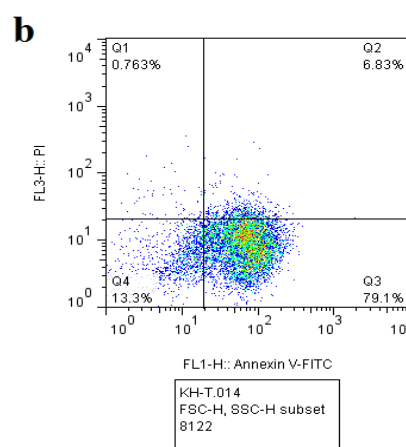 b
Q1
0.763%
Q2
6.83%
10^4
10^3
10^2
10^1
10^0
FL3-H:: PI
Q4
13.3%
Q3
79.1%
10^0 10^1 10^2 10^3 10^4
FL1-H:: Annexin V-FITC
KH-T.014
FSC-H, SSC-H subset
8122